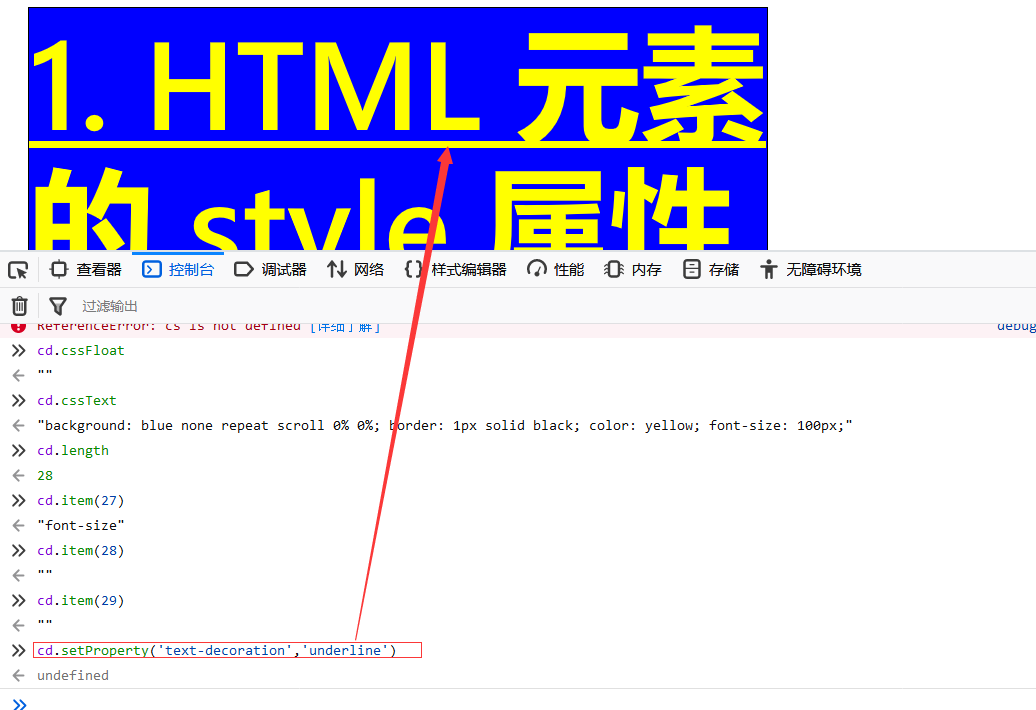 1. HTML 元素
的 style 属性
查看器 控制台 调试器 网络 {} 样式编辑器 性能 内存 存储 无障碍环境
过滤输出
ReferenceError: cs is not defined [详细了解] debug
cd.cssFloat
""
cd.cssText
"background: blue none repeat scroll 0% 0%; border: 1px solid black; color: yellow; font-size: 100px;"
cd.length
28
cd.item(27)
"font-size"
cd.item(28)
""
cd.item(29)
""
cd.setProperty('text-decoration','underline')
undefined